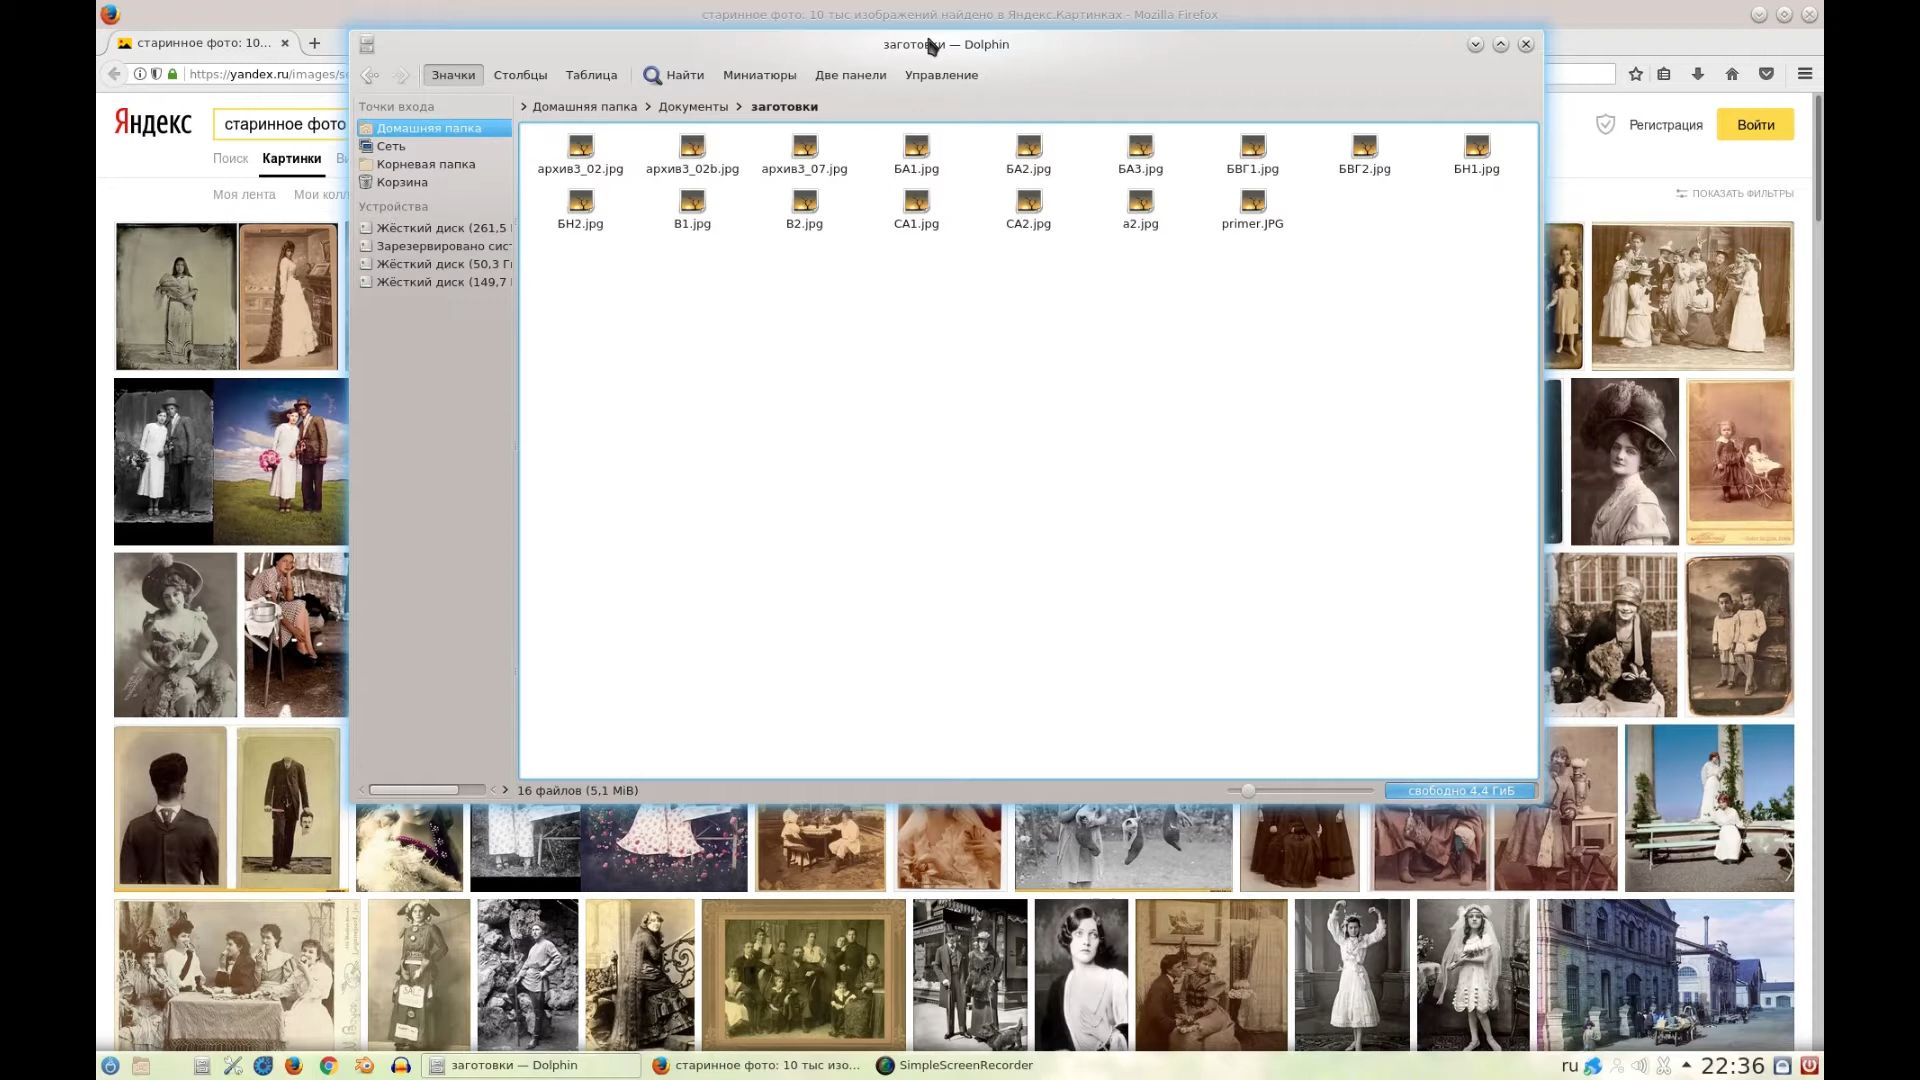 старинное фото: 10 тыс изображений найдено в Яндекс.Картинках - Mozilla Firefox
старинное фото: 10...
заготовки — Dolphin
https://yandex.ru/images/s
Значки
Столбцы
Таблица
Найти
Миниатюры
Две панели
Управление
Точки входа
Домашняя папка
Сеть
Корневая папка
Корзина
Устройства
Жёсткий диск (261,5
Зарезервировано сис
Жёсткий диск (50,3 Г
Жёсткий диск (149,7
Домашняя папка > Документы > заготовки
архив3_02.jpg
архив3_02b.jpg
архив3_07.jpg
БА1.jpg
БА2.jpg
БА3.jpg
БВГ1.jpg
БВГ2.jpg
БН1.jpg
БН2.jpg
В1.jpg
В2.jpg
СА1.jpg
СА2.jpg
а2.jpg
primer.JPG
16 файлов (5,1 MiB)
свободно 4,4 ГиБ
Яндекс
старинное фото
Регистрация
Войти
Поиск
Картинки
Ви
Моя лента
Мои колл
ПОКАЗАТЬ ФИЛЬТРЫ
заготовки — Dolphin
старинное фото: 10 тыс изо...
SimpleScreenRecorder
ru
22:36